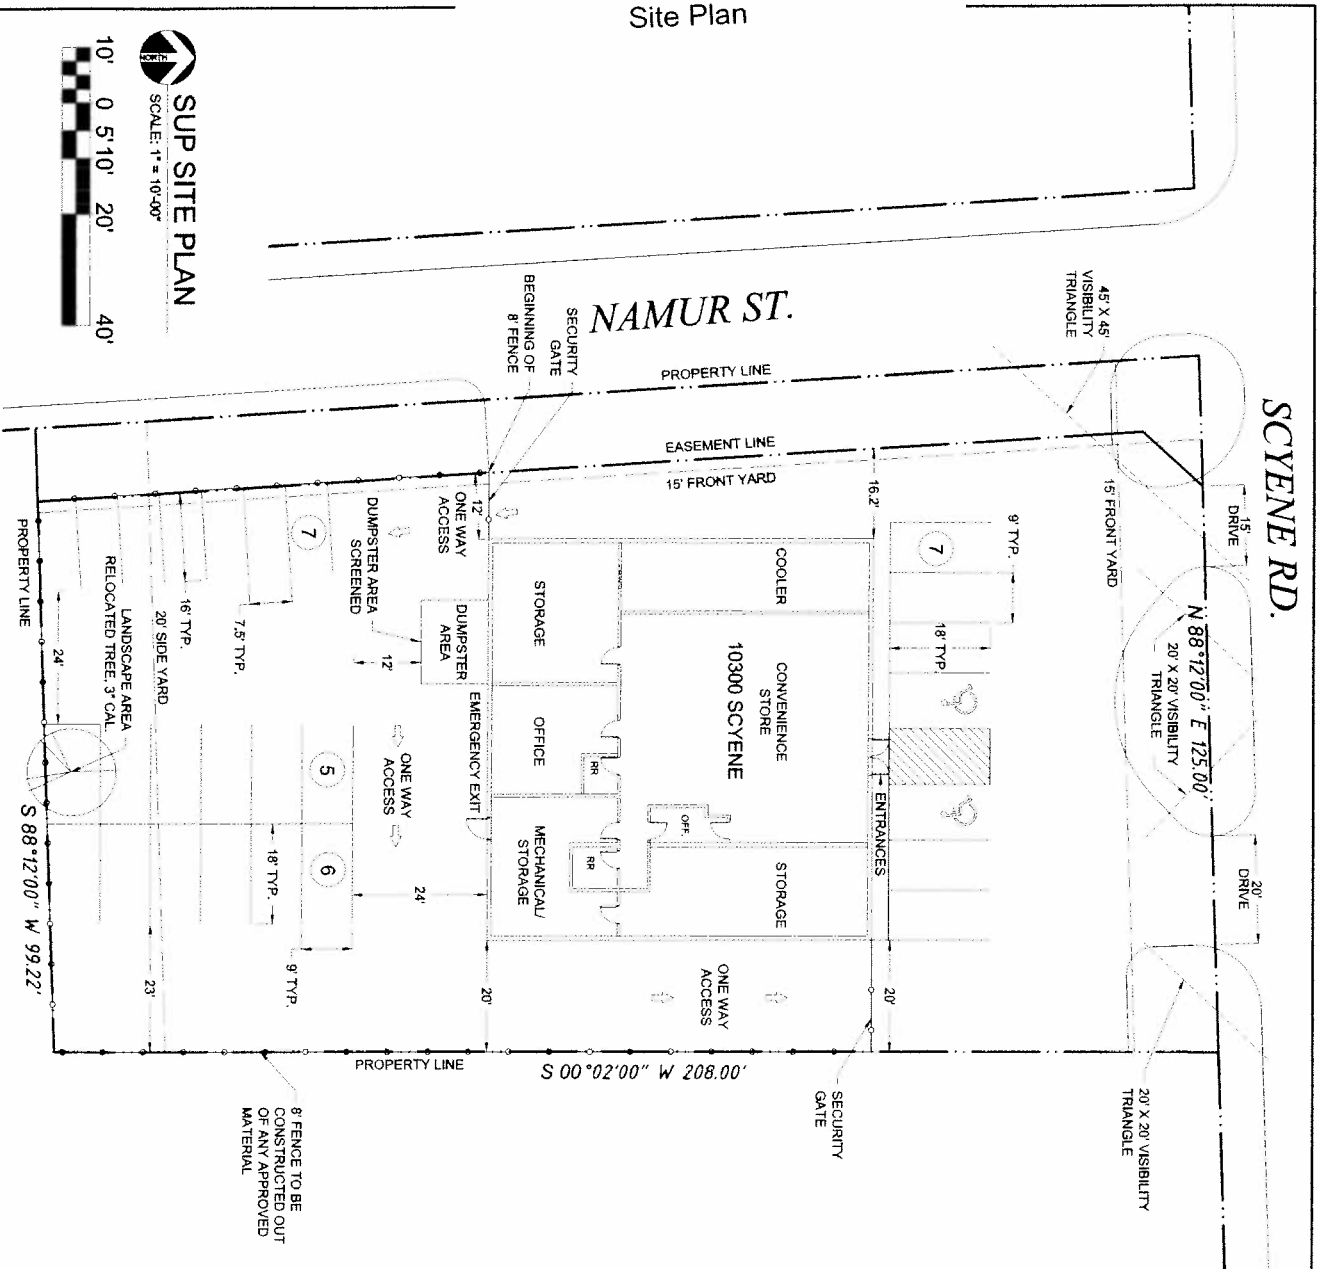 Site Plan
SCYENE RD.
N 88°12'00" E 125.00'
15'
DRIVE
20'
DRIVE
20' X 20' VISIBILITY
TRIANGLE
20' X 20' VISIBILITY
TRIANGLE
45' X 45'
VISIBILITY
TRIANGLE
15' FRONT YARD
NAMUR ST.
PROPERTY LINE
EASEMENT LINE
15' FRONT YARD
16.2'
9' TYP.
7
18' TYP.
ENTRANCES
20'
SECURITY
GATE
COOLER
CONVENIENCE
STORE
10300 SCYENE
STORAGE
OFF.
RR
RR
STORAGE
OFFICE
MECHANICAL/
STORAGE
ONE WAY
ACCESS
S 00°02'00" W 208.00'
PROPERTY LINE
SECURITY
GATE
BEGINNING OF
8' FENCE
12'
ONE WAY
ACCESS
DUMPSTER
AREA
DUMPSTER AREA
SCREENED
12'
EMERGENCY EXIT
20'
24'
ONE WAY
ACCESS
7
5
6
7.5' TYP.
16' TYP.
18' TYP.
9' TYP.
20' SIDE YARD
23'
LANDSCAPE AREA
RELOCATED TREE, 3" CAL.
24'
PROPERTY LINE
S 88°12'00" W 99.22'
8' FENCE TO BE
CONSTRUCTED OUT
OF ANY APPROVED
MATERIAL
NORTH
SUP SITE PLAN
SCALE: 1" = 10'-00"
10' 0 5' 10' 20' 40'